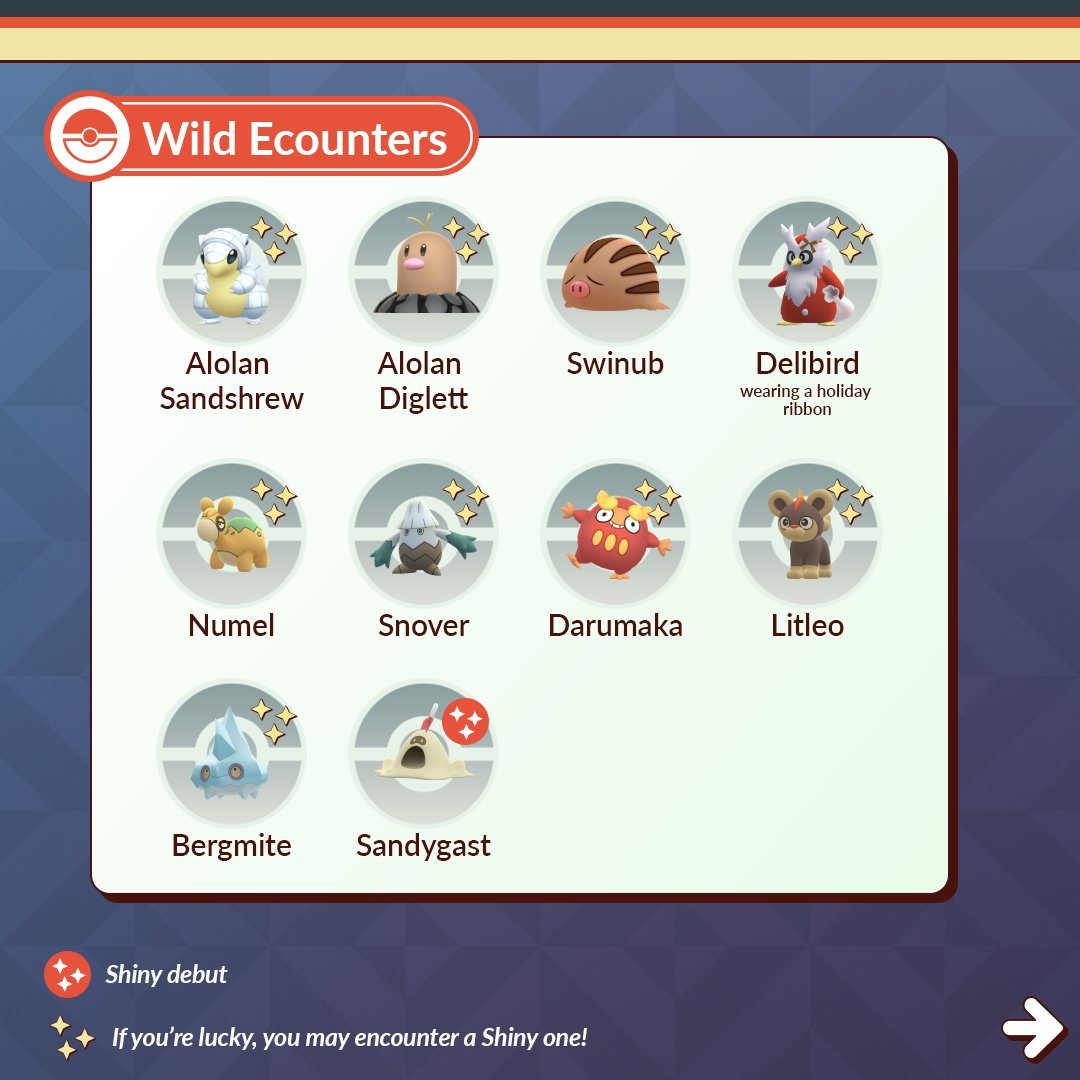 Wild Ecounters
Alolan
Sandshrew
Alolan
Diglett
Swinub
Delibird
wearing a holiday
ribbon
Numel
Snover
Darumaka
Litleo
Bergmite
Sandygast
Shiny debut
If you're lucky, you may encounter a Shiny one!